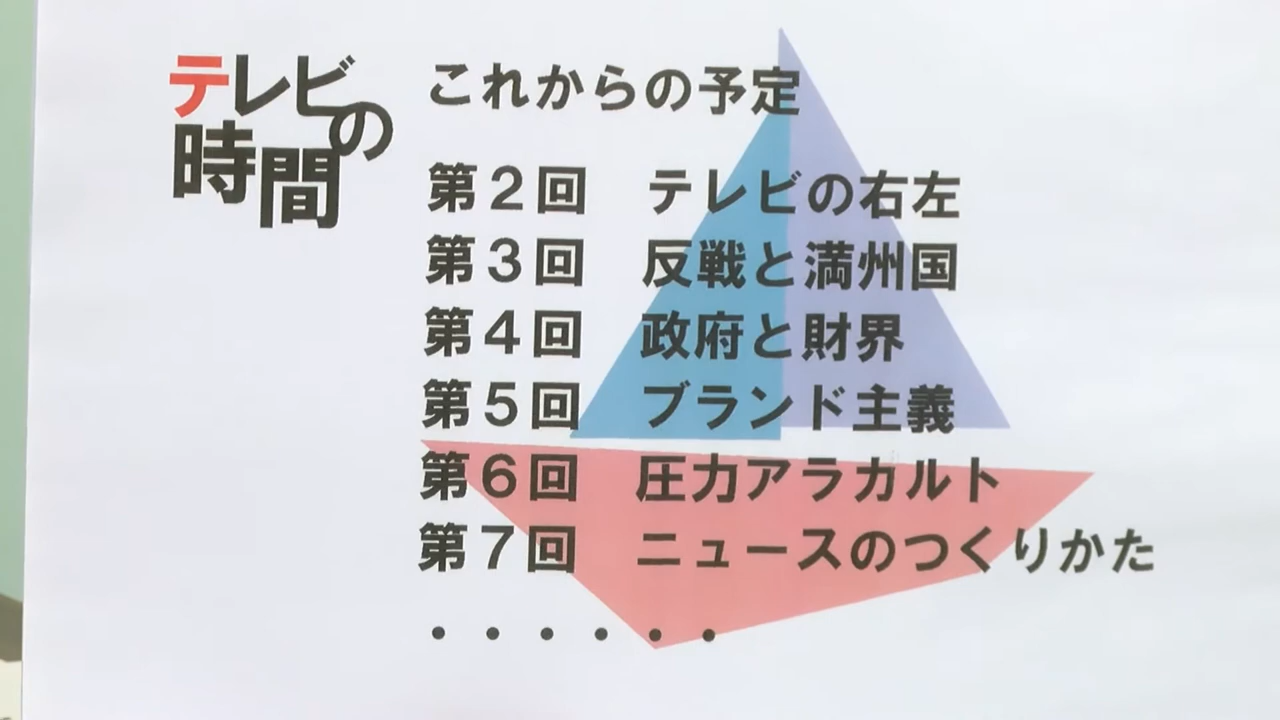 テレビの
時間
これからの予定
第２回　テレビの右左
第３回　反戦と満州国
第４回　政府と財界
第５回　ブランド主義
第６回　圧力アラカルト
第７回　ニュースのつくりかた
・・・・・・